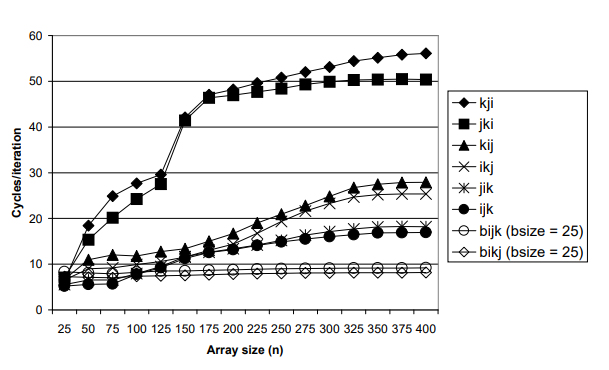 60
50
40
30
20
10
0
Cycles/iteration
25 50 75 100 125 150 175 200 225 250 275 300 325 350 375 400
Array size (n)
kji
jki
kij
ikj
jik
ijk
bijk (bsize = 25)
bikj (bsize = 25)